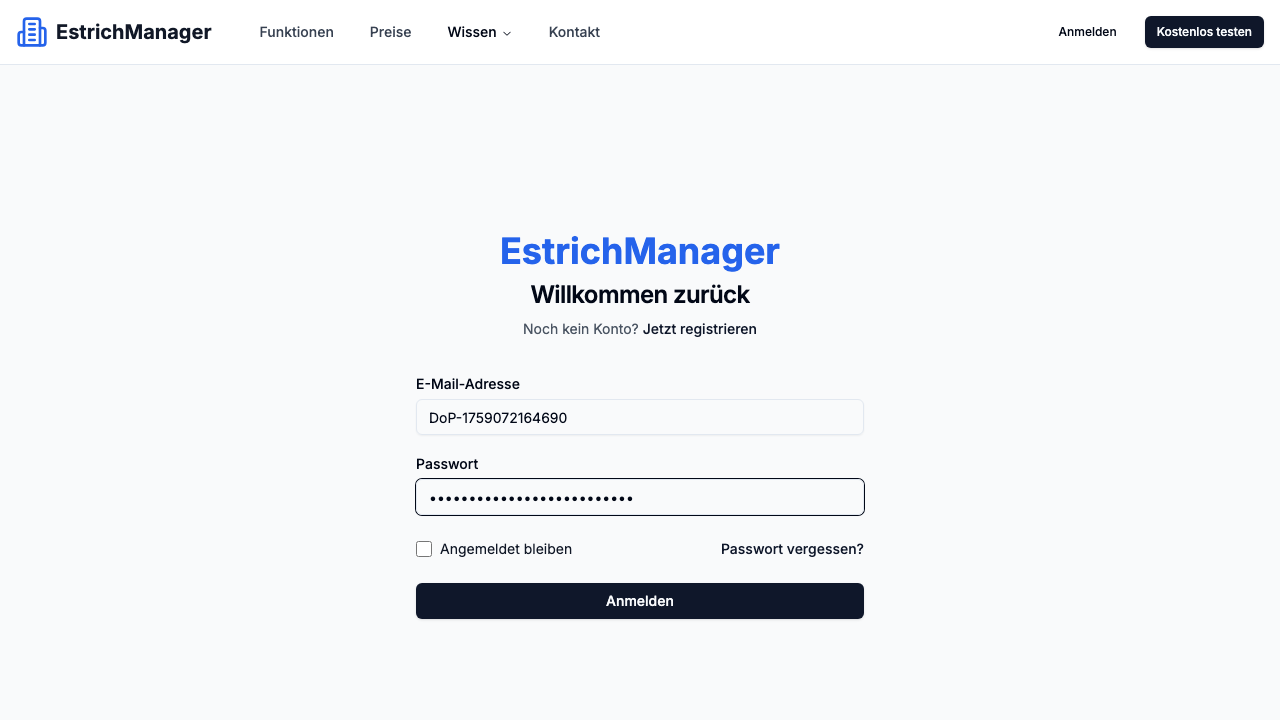 EstrichManager
Funktionen
Preise
Wissen
Kontakt
Anmelden
Kostenlos testen
EstrichManager
Willkommen zurück
Noch kein Konto? Jetzt registrieren
E-Mail-Adresse
DoP-1759072164690
Passwort
••••••••••••••••••••••••••
Angemeldet bleiben
Passwort vergessen?
Anmelden